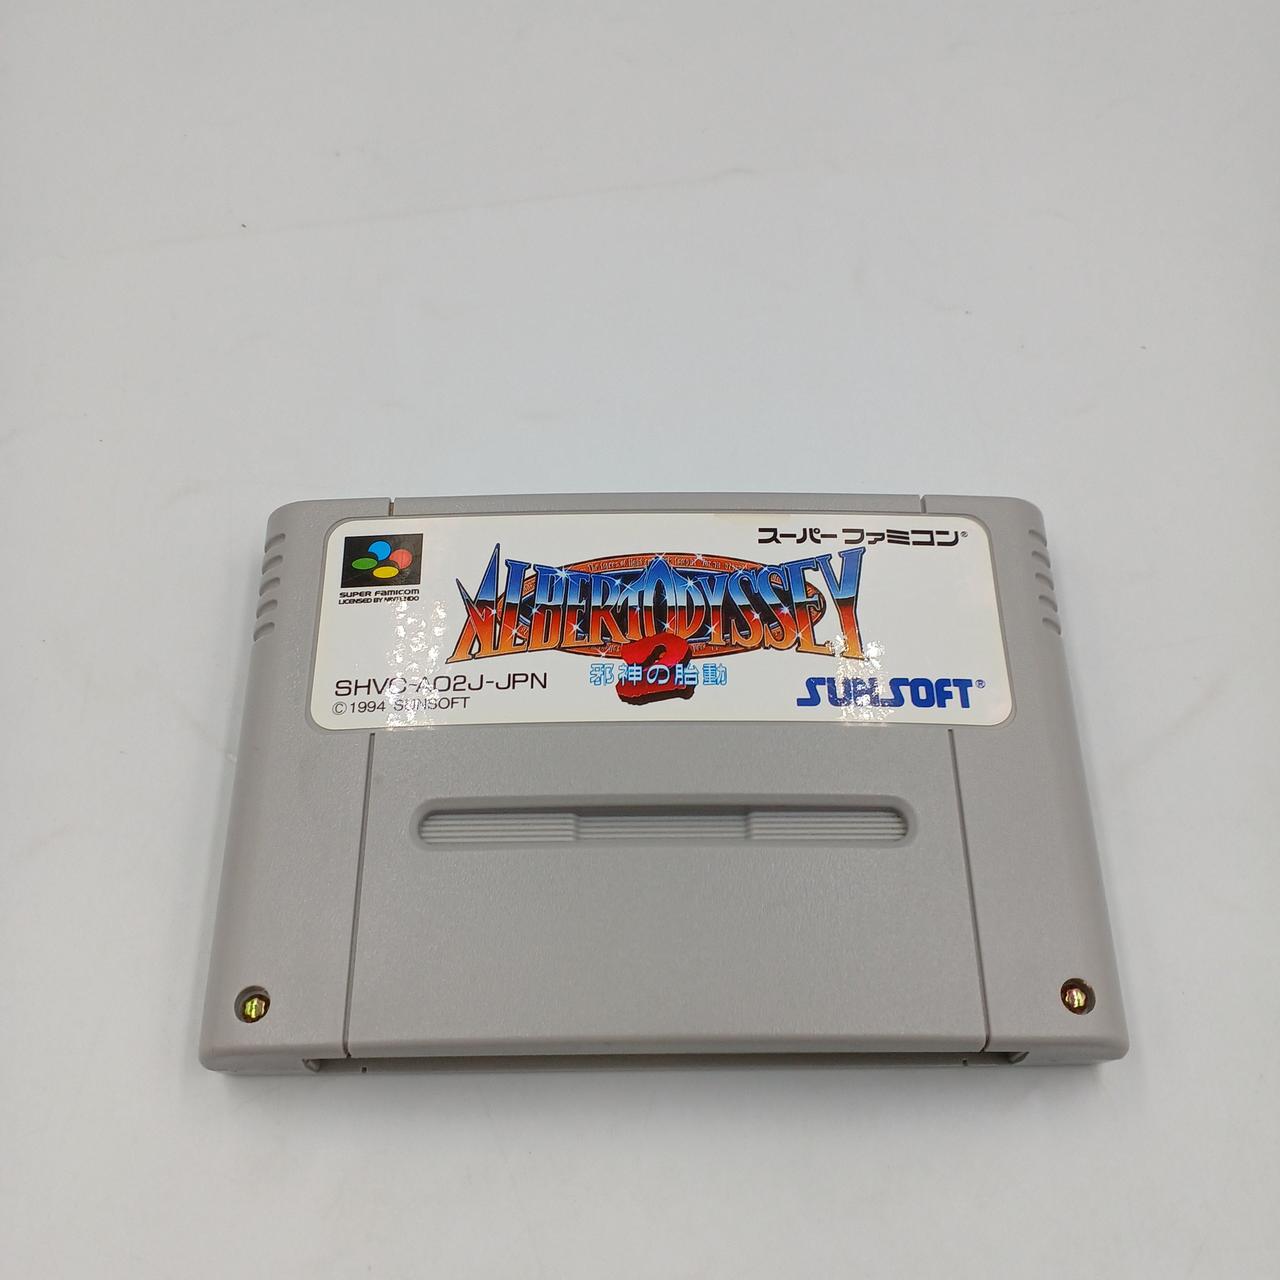 スーパーファミコン®
SUPER FAMICOM
LICENSED BY NINTENDO
ALBERT ODYSSEY
2
邪神の胎動
SHVC-A02J-JPN
© 1994 SUNSOFT
SUNSOFT®